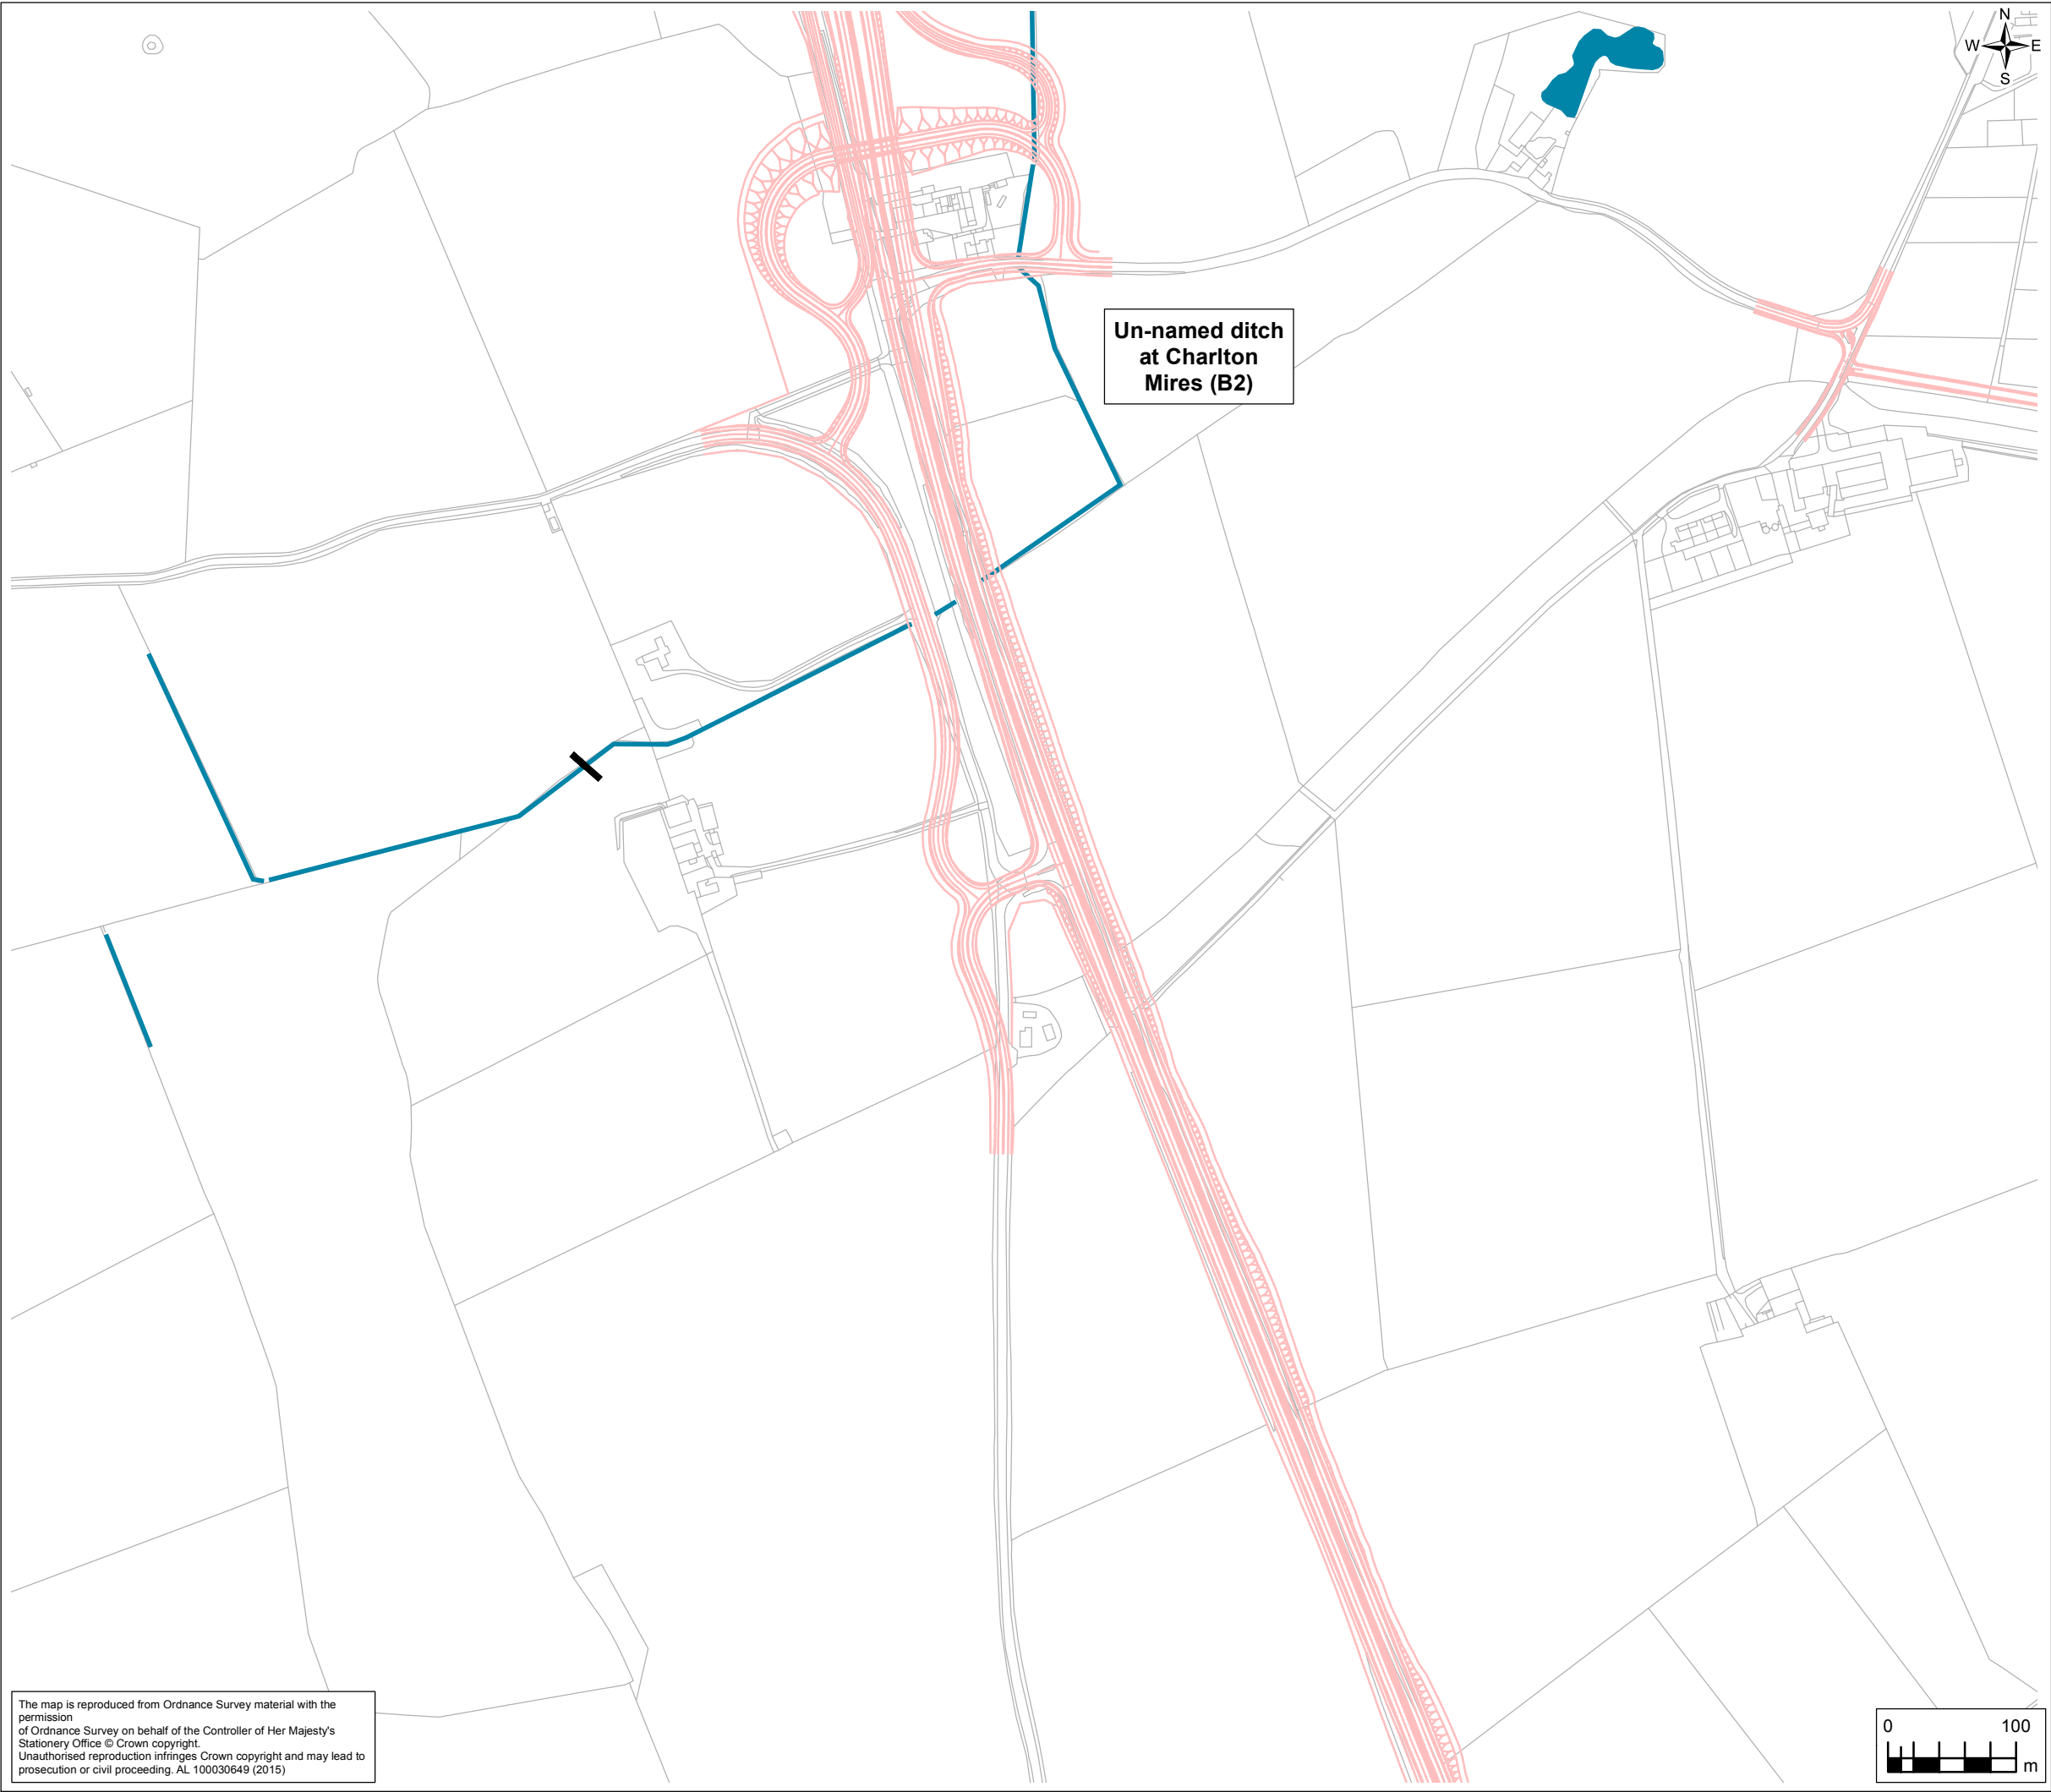 N
W E
S
Un-named ditch
at Charlton
Mires (B2)
The map is reproduced from Ordnance Survey material with the
permission
of Ordnance Survey on behalf of the Controller of Her Majesty's
Stationery Office © Crown copyright.
Unauthorised reproduction infringes Crown copyright and may lead to
prosecution or civil proceeding. AL 100030649 (2015)
0 100
m